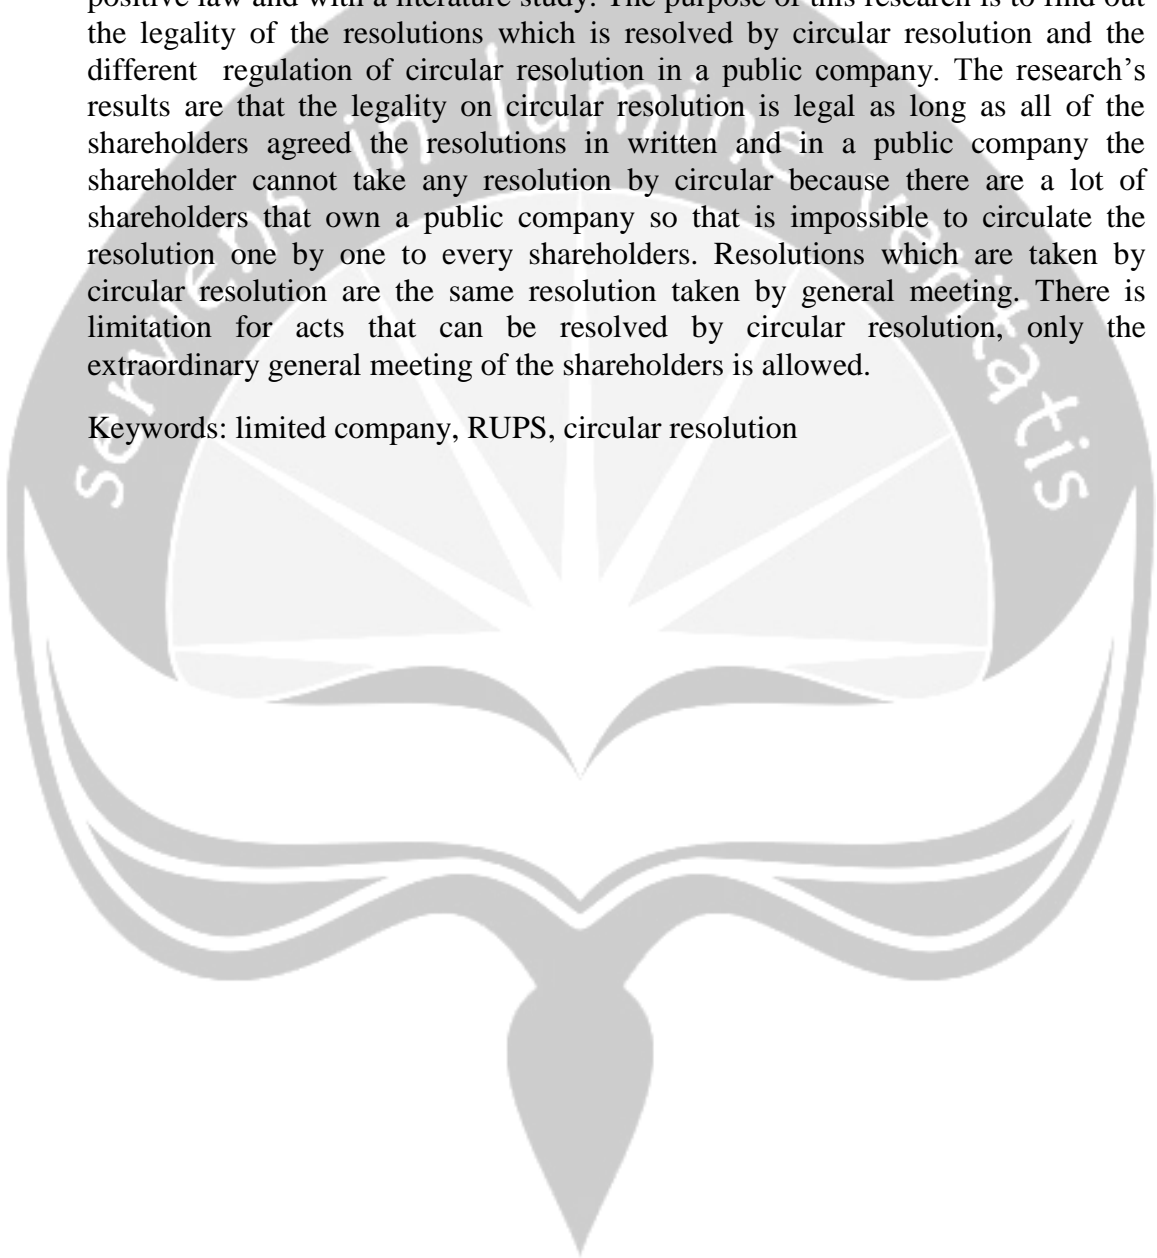 positive law and with a literature study. The purpose of this research is to find out
the legality of the resolutions which is resolved by circular resolution and the
different regulation of circular resolution in a public company. The research’s
results are that the legality on circular resolution is legal as long as all of the
shareholders agreed the resolutions in written and in a public company the
shareholder cannot take any resolution by circular because there are a lot of
shareholders that own a public company so that is impossible to circulate the
resolution one by one to every shareholders. Resolutions which are taken by
circular resolution are the same resolution taken by general meeting. There is
limitation for acts that can be resolved by circular resolution, only the
extraordinary general meeting of the shareholders is allowed.
Keywords: limited company, RUPS, circular resolution
serviens in lumine veritatis